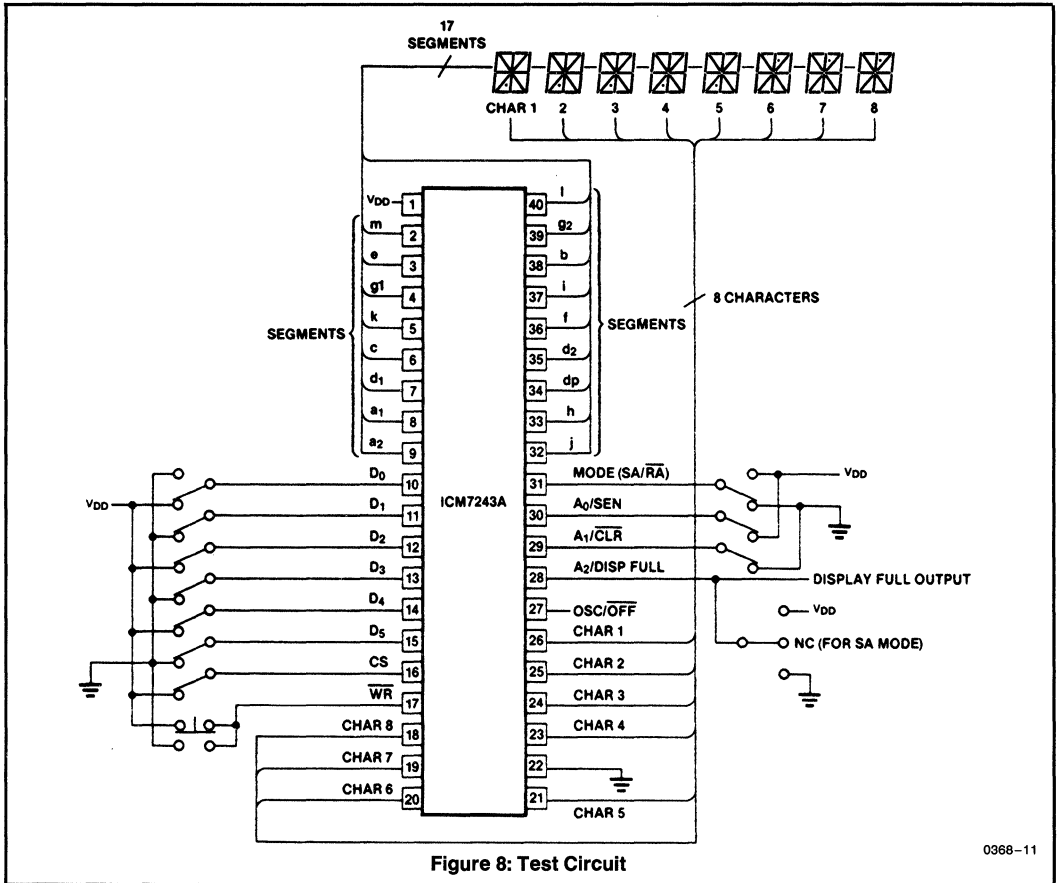 17
SEGMENTS
CHAR 1 2 3 4 5 6 7 8
VDD 1
m 2
e 3
g1 4
k 5
c 6
d1 7
a1 8
a2 9
SEGMENTS
40 l
39 g2
38 b
37 i
36 f
35 d2
34 dp
33 h
32 j
SEGMENTS
8 CHARACTERS
ICM7243A
VDD
D0 10
D1 11
D2 12
D3 13
D4 14
D5 15
CS 16
W̅R̅ 17
CHAR 8 18
CHAR 7 19
CHAR 6 20
31 MODE (SA/R̅A̅)
30 A0/SEN
29 A1/C̅L̅R̅
28 A2/DISP FULL
27 OSC/O̅F̅F̅
26 CHAR 1
25 CHAR 2
24 CHAR 3
23 CHAR 4
22
21 CHAR 5
VDD
DISPLAY FULL OUTPUT
VDD
NC (FOR SA MODE)
0368-11
Figure 8: Test Circuit